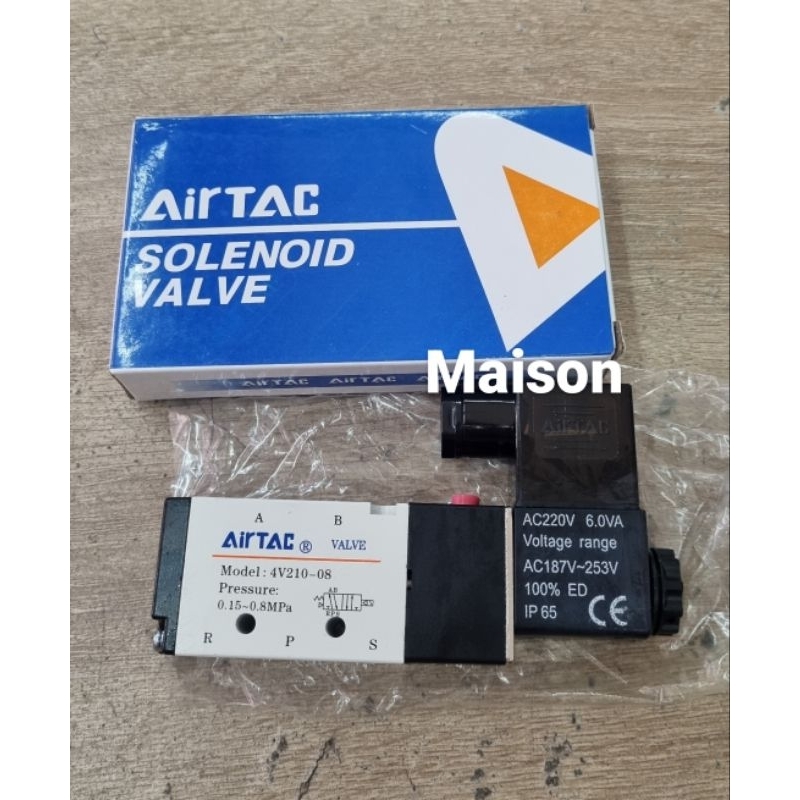 AirTAC
SOLENOID
VALVE
AirTAC AirTAC
Maison
AirTAC
A B
AirTAC ® VALVE
Model: 4V210-08
Pressure:
0.15~0.8MPa
R P S
AC220V 6.0VA
Voltage range
AC187V~253V
100% ED
IP 65 CE